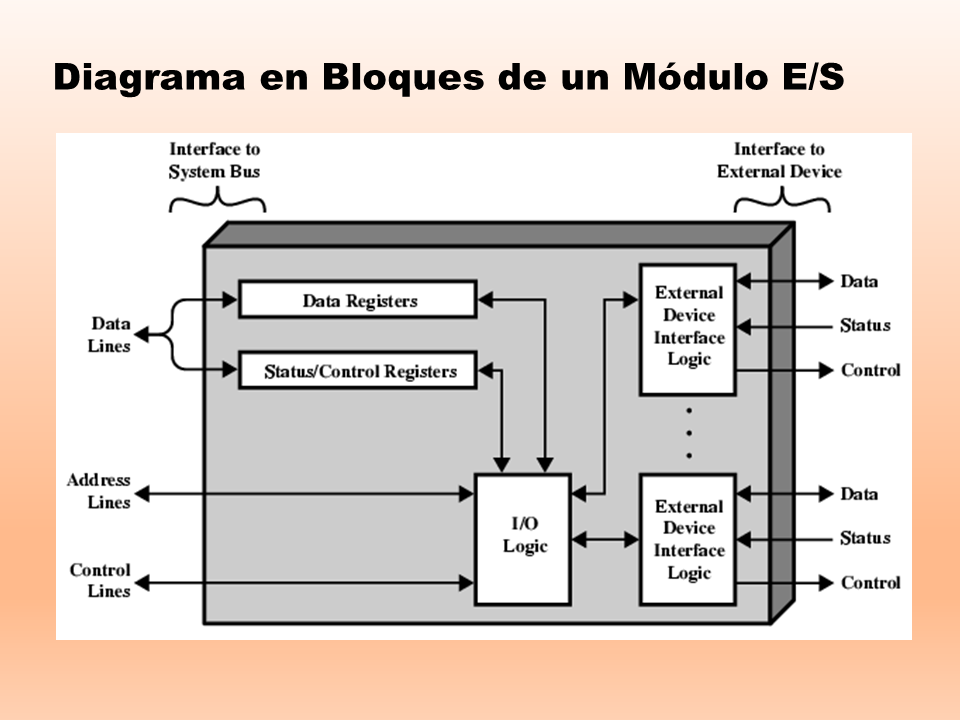 Diagrama en Bloques de un Módulo E/S
Interface to
System Bus
Interface to
External Device
Data
Lines
Data Registers
Status/Control Registers
Address
Lines
Control
Lines
I/O
Logic
External
Device
Interface
Logic
Data
Status
Control
External
Device
Interface
Logic
Data
Status
Control